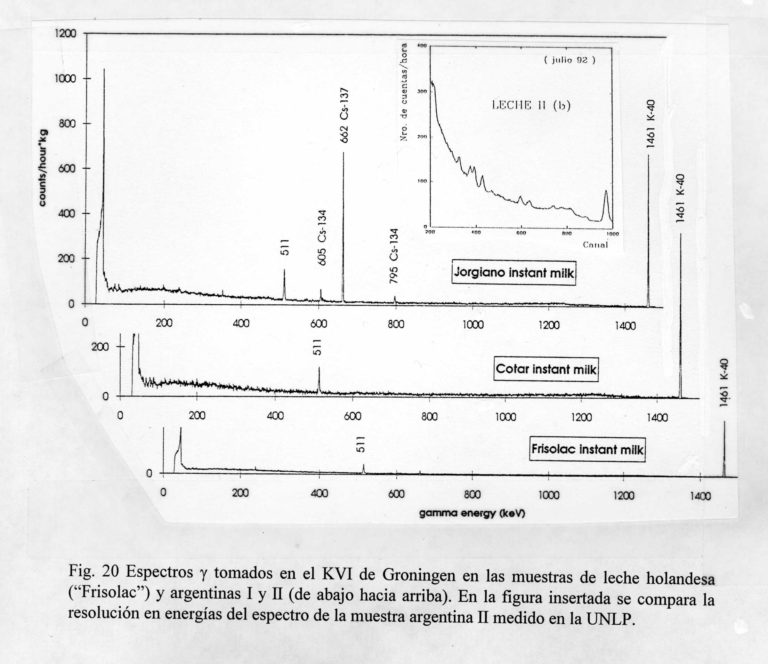 1200
1000
800
600
400
200
0
counts/hour*kg
0 200 400 600 800 1000 1200 1400
511
605 Cs-134
662 Cs-137
795 Cs-134
1461 K-40
Jorgiano instant milk
Nro. de cuentas/hora
400
300
200
100
200 400 600 800 1000
Canal
( julio 92 )
LECHE II (b)
200
0
0 200 400 600 800 1000 1200 1400
511
1461 K-40
Cotar instant milk
0
0 200 400 600 800 1000 1200 1400
511
1461 K-40
Frisolac instant milk
gamma energy (keV)
Fig. 20 Espectros γ tomados en el KVI de Groningen en las muestras de leche holandesa
(“Frisolac”) y argentinas I y II (de abajo hacia arriba). En la figura insertada se compara la
resolución en energías del espectro de la muestra argentina II medido en la UNLP.